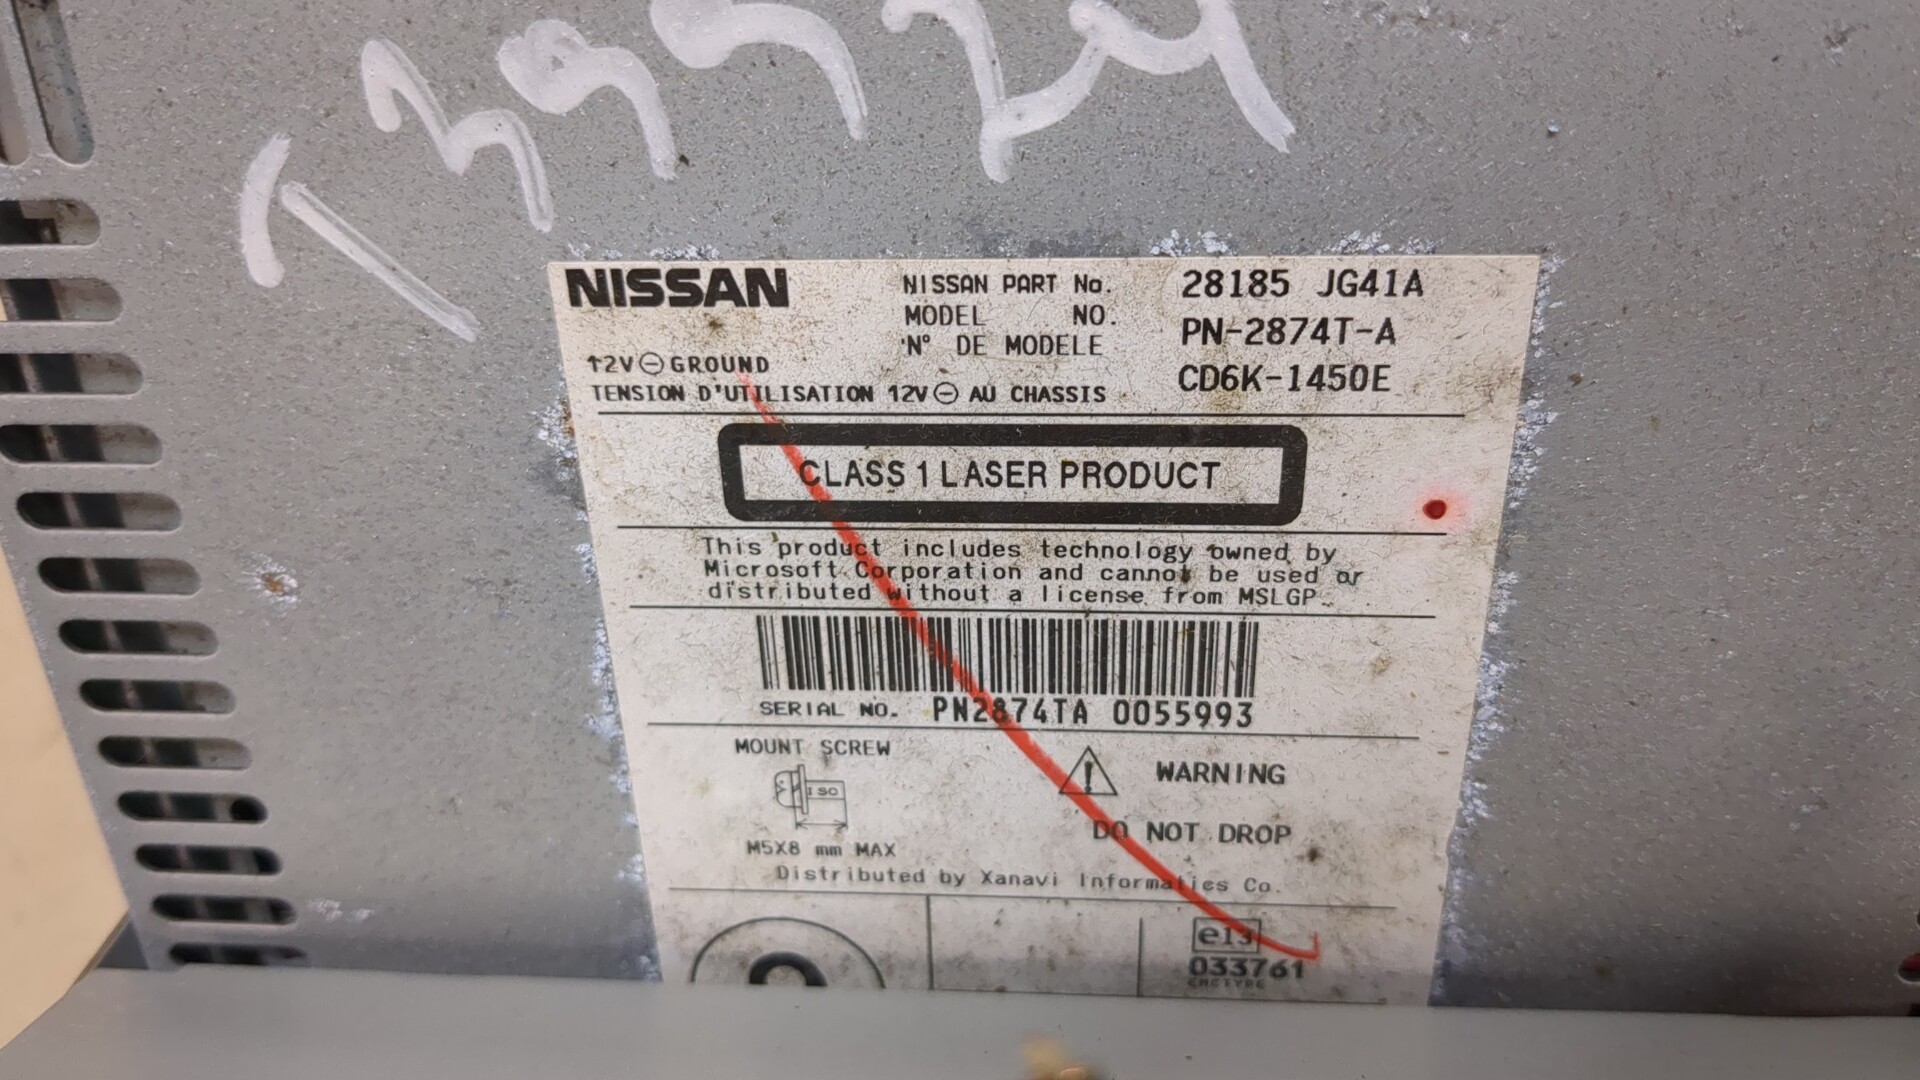 NISSAN
NISSAN PART No. 28185 JG41A
MODEL NO. PN-2874T-A
N° DE MODELE
CD6K-1450E
12V⊖GROUND
TENSION D'UTILISATION 12V⊖ AU CHASSIS
CLASS 1 LASER PRODUCT
This product includes technology owned by
Microsoft Corporation and cannot be used or
distributed without a license from MSLGP.
SERIAL NO. PN2874TA 0055993
MOUNT SCREW
ISO
M5X8 mm MAX
WARNING
DO NOT DROP
Distributed by Xanavi Informatics Co.
e13
033761